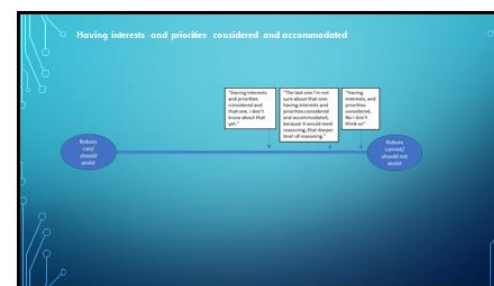 Having interests and priorities considered and accommodated
"Having interests
and priorities
considered and
that one, I don't
know about that
yet."
"The last one I'm not
sure about that one:
having interests and
priorities considered
and accommodated,
because it would need
reasoning, that deeper
level of reasoning."
"Having
interests, and
priorities
considered,
No I don't
think so"
Robots
can/
should
assist
Robots
cannot/
should not
assist